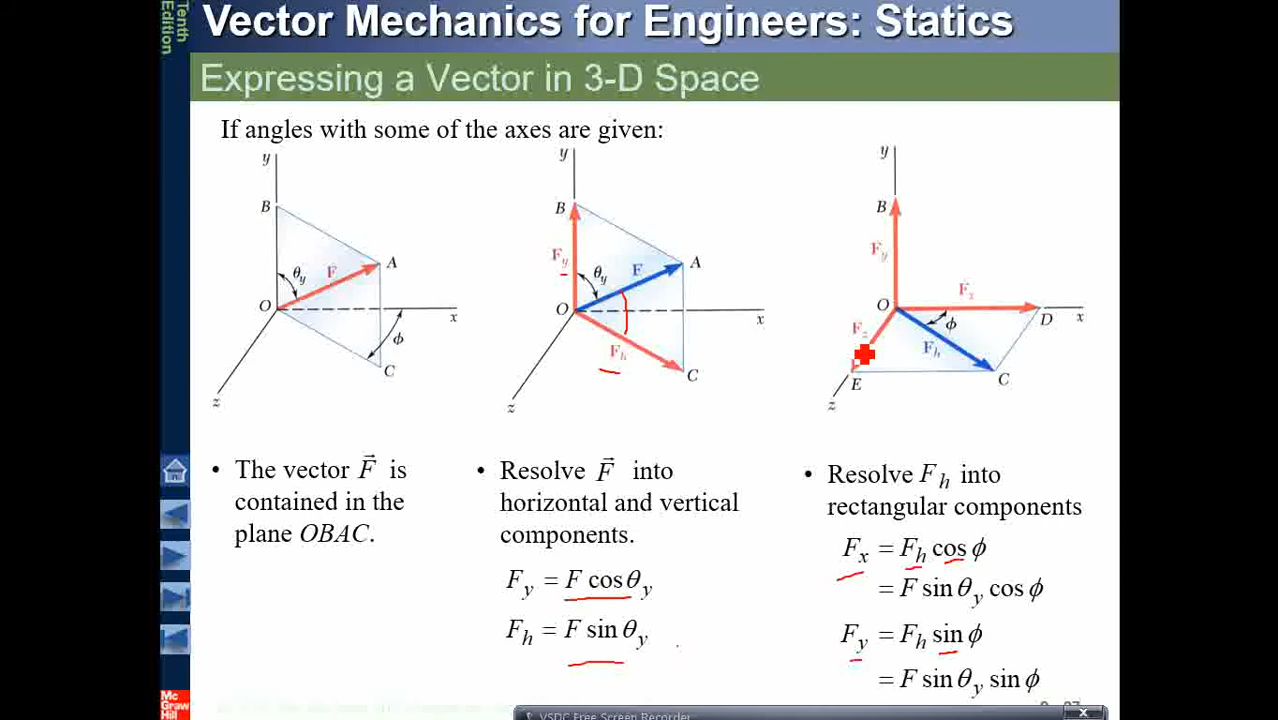 Tenth
Edition
Vector Mechanics for Engineers: Statics
Expressing a Vector in 3-D Space
If angles with some of the axes are given:
y
B
θy
F
A
O
x
ϕ
C
z
y
B
Fy
θy
F
A
O
x
Fh
C
z
y
B
Fy
O
Fx
D
x
ϕ
Fz
Fh
E
C
z
• The vector F⃗ is
contained in the
plane OBAC.
• Resolve F⃗ into
horizontal and vertical
components.
Fy = F cos θy
Fh = F sin θy
• Resolve Fh into
rectangular components
Fx = Fh cos ϕ
= F sin θy cos ϕ
Fy = Fh sin ϕ
= F sin θy sin ϕ
Mc
Graw
Hill
VSDC Free Screen Recorder